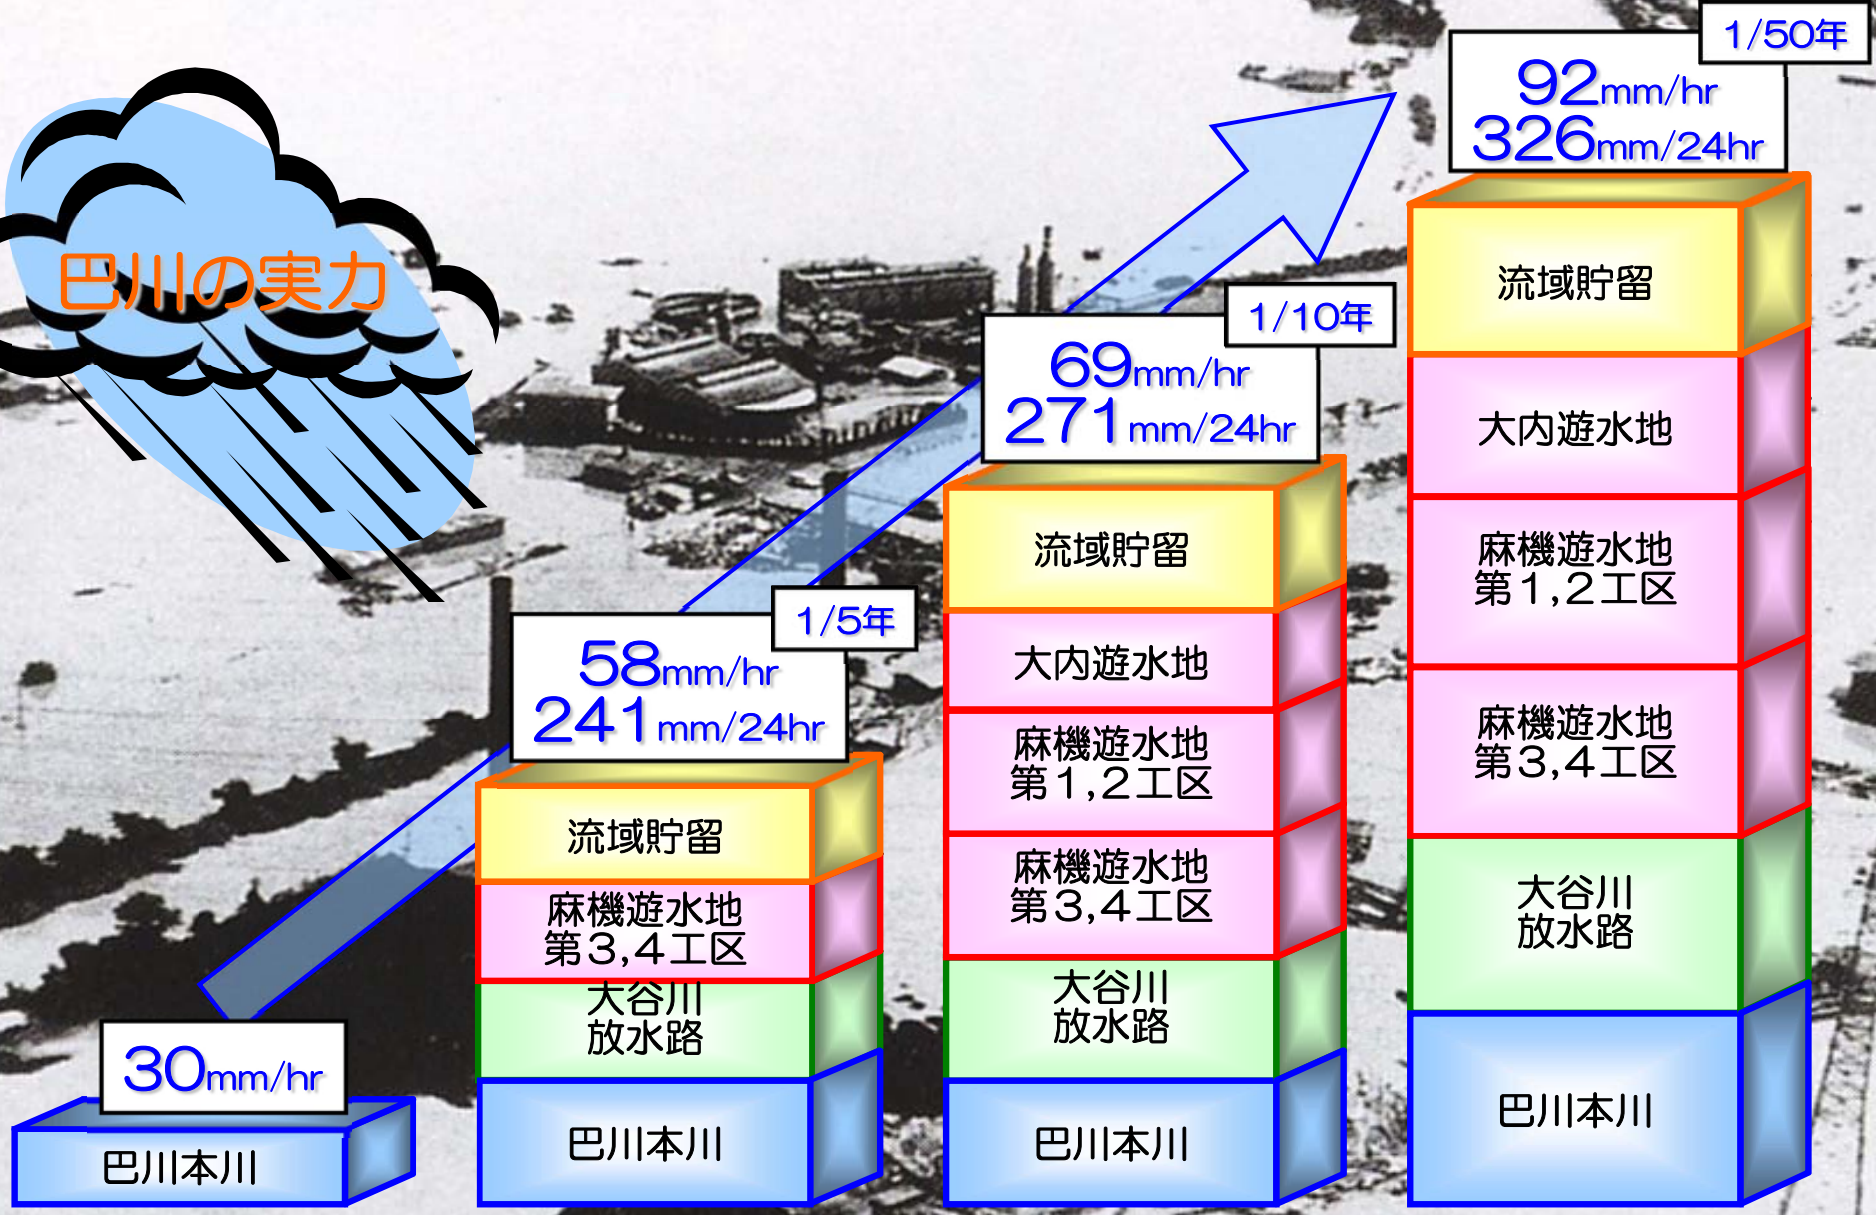 巴川の実力
30mm/hr
巴川本川
1/5年
58mm/hr
241mm/24hr
流域貯留
麻機遊水地
第3,4工区
大谷川
放水路
巴川本川
1/10年
69mm/hr
271mm/24hr
流域貯留
大内遊水地
麻機遊水地
第1,2工区
麻機遊水地
第3,4工区
大谷川
放水路
巴川本川
1/50年
92mm/hr
326mm/24hr
流域貯留
大内遊水地
麻機遊水地
第1,2工区
麻機遊水地
第3,4工区
大谷川
放水路
巴川本川